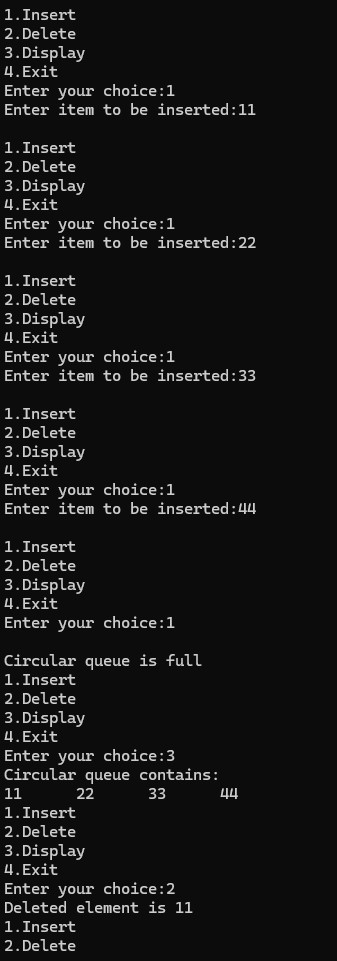 1.Insert
2.Delete
3.Display
4.Exit
Enter your choice:1
Enter item to be inserted:11
1.Insert
2.Delete
3.Display
4.Exit
Enter your choice:1
Enter item to be inserted:22
1.Insert
2.Delete
3.Display
4.Exit
Enter your choice:1
Enter item to be inserted:33
1.Insert
2.Delete
3.Display
4.Exit
Enter your choice:1
Enter item to be inserted:44
1.Insert
2.Delete
3.Display
4.Exit
Enter your choice:1
Circular queue is full
1.Insert
2.Delete
3.Display
4.Exit
Enter your choice:3
Circular queue contains:
11 22 33 44
1.Insert
2.Delete
3.Display
4.Exit
Enter your choice:2
Deleted element is 11
1.Insert
2.Delete